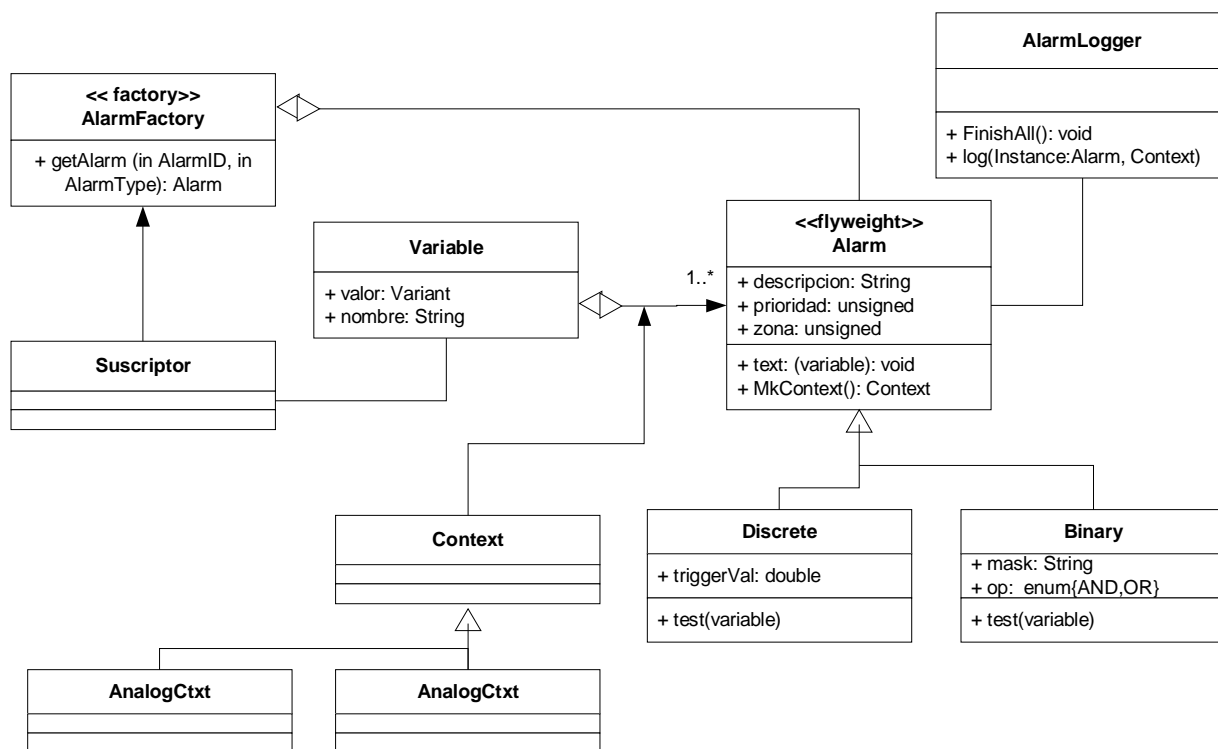 AlarmLogger
+ FinishAll(): void
+ log(Instance:Alarm, Context)
<< factory>>
AlarmFactory
+ getAlarm (in AlarmID, in
AlarmType): Alarm
<<flyweight>>
Alarm
+ descripcion: String
+ prioridad: unsigned
+ zona: unsigned
+ text: (variable): void
+ MkContext(): Context
Variable
+ valor: Variant
+ nombre: String
1..*
Suscriptor
Context
Discrete
+ triggerVal: double
+ test(variable)
Binary
+ mask: String
+ op: enum{AND,OR}
+ test(variable)
AnalogCtxt
AnalogCtxt